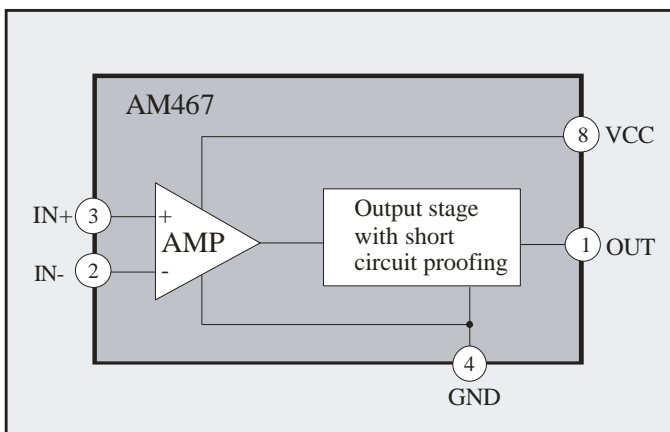 AM467
8 VCC
IN+ 3
+
AMP
-
IN- 2
Output stage
with short
circuit proofing
1 OUT
4
GND